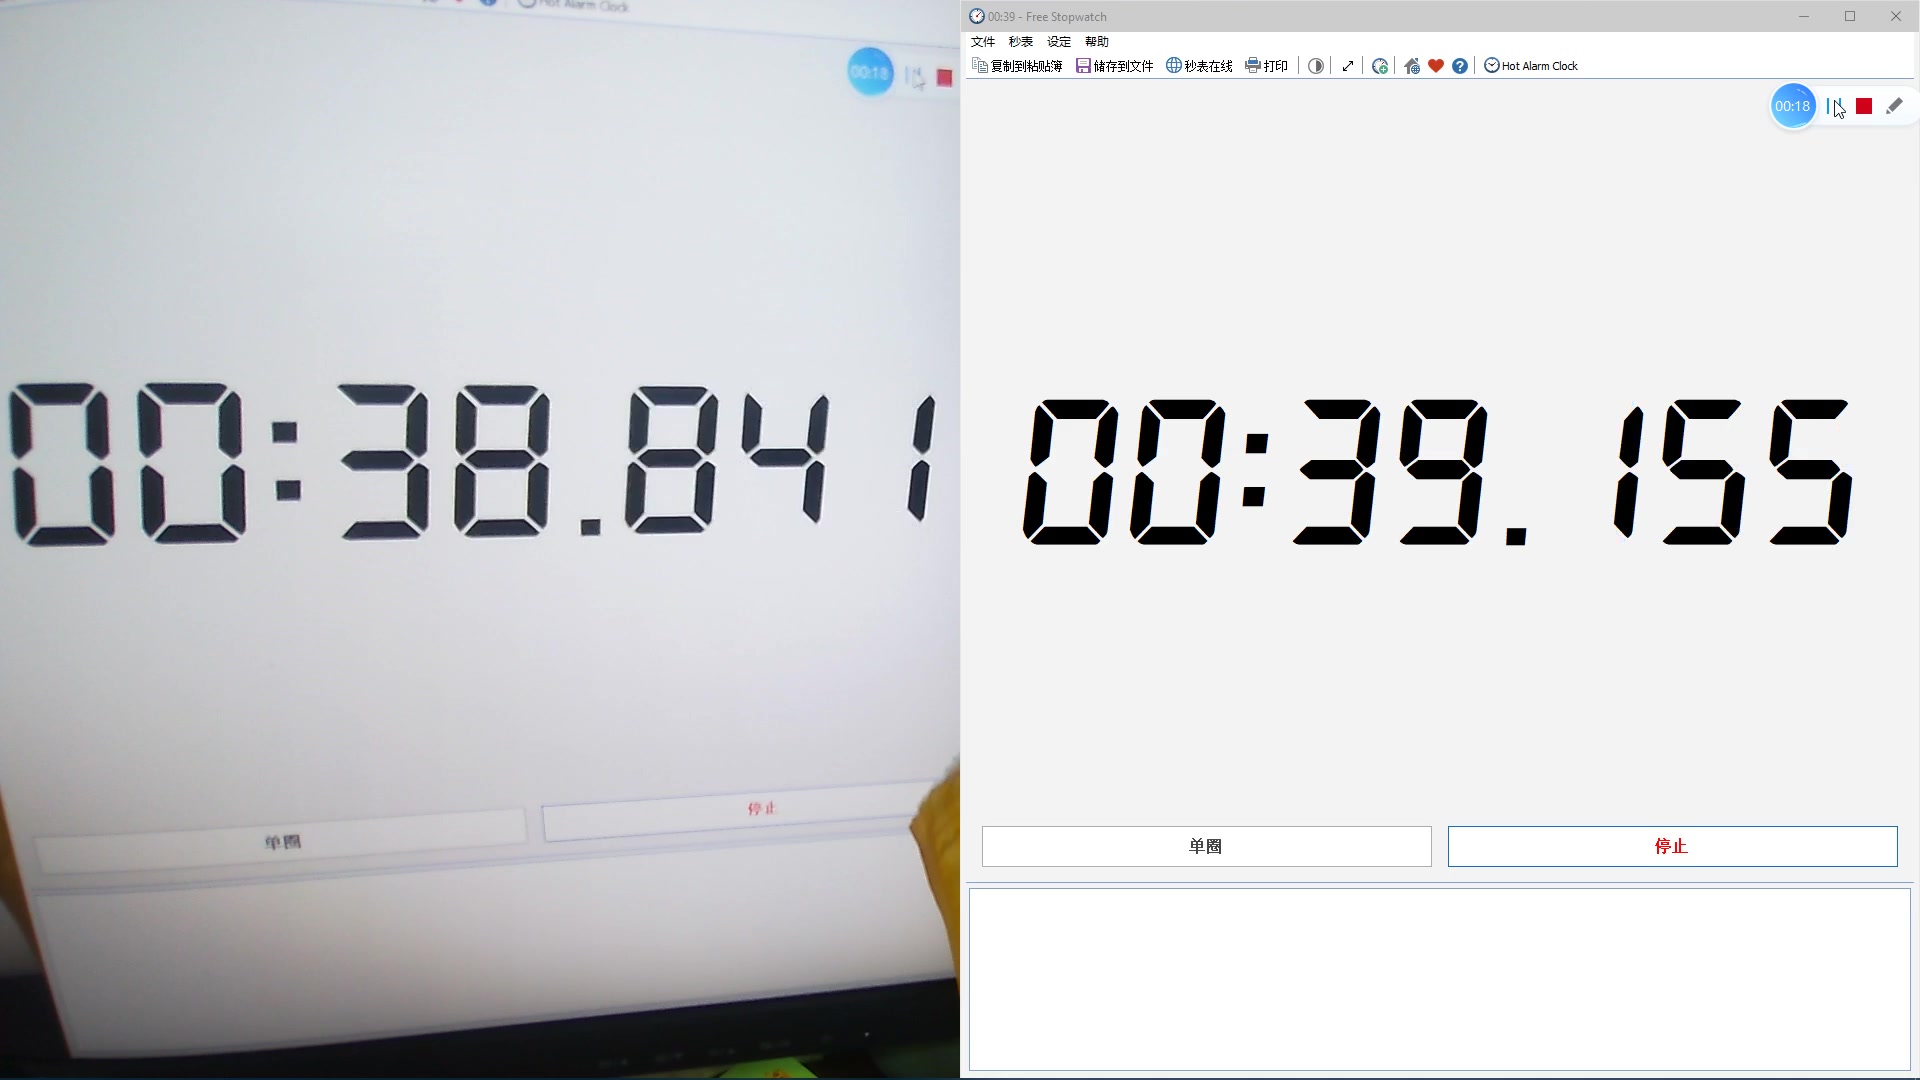 Hot Alarm Clock
00:18
00:38.841
单圈
停止
00:39 - Free Stopwatch
文件 秒表 设定 帮助
复制到粘贴簿 储存到文件 秒表在线 打印 Hot Alarm Clock
00:18
00:39.155
单圈
停止